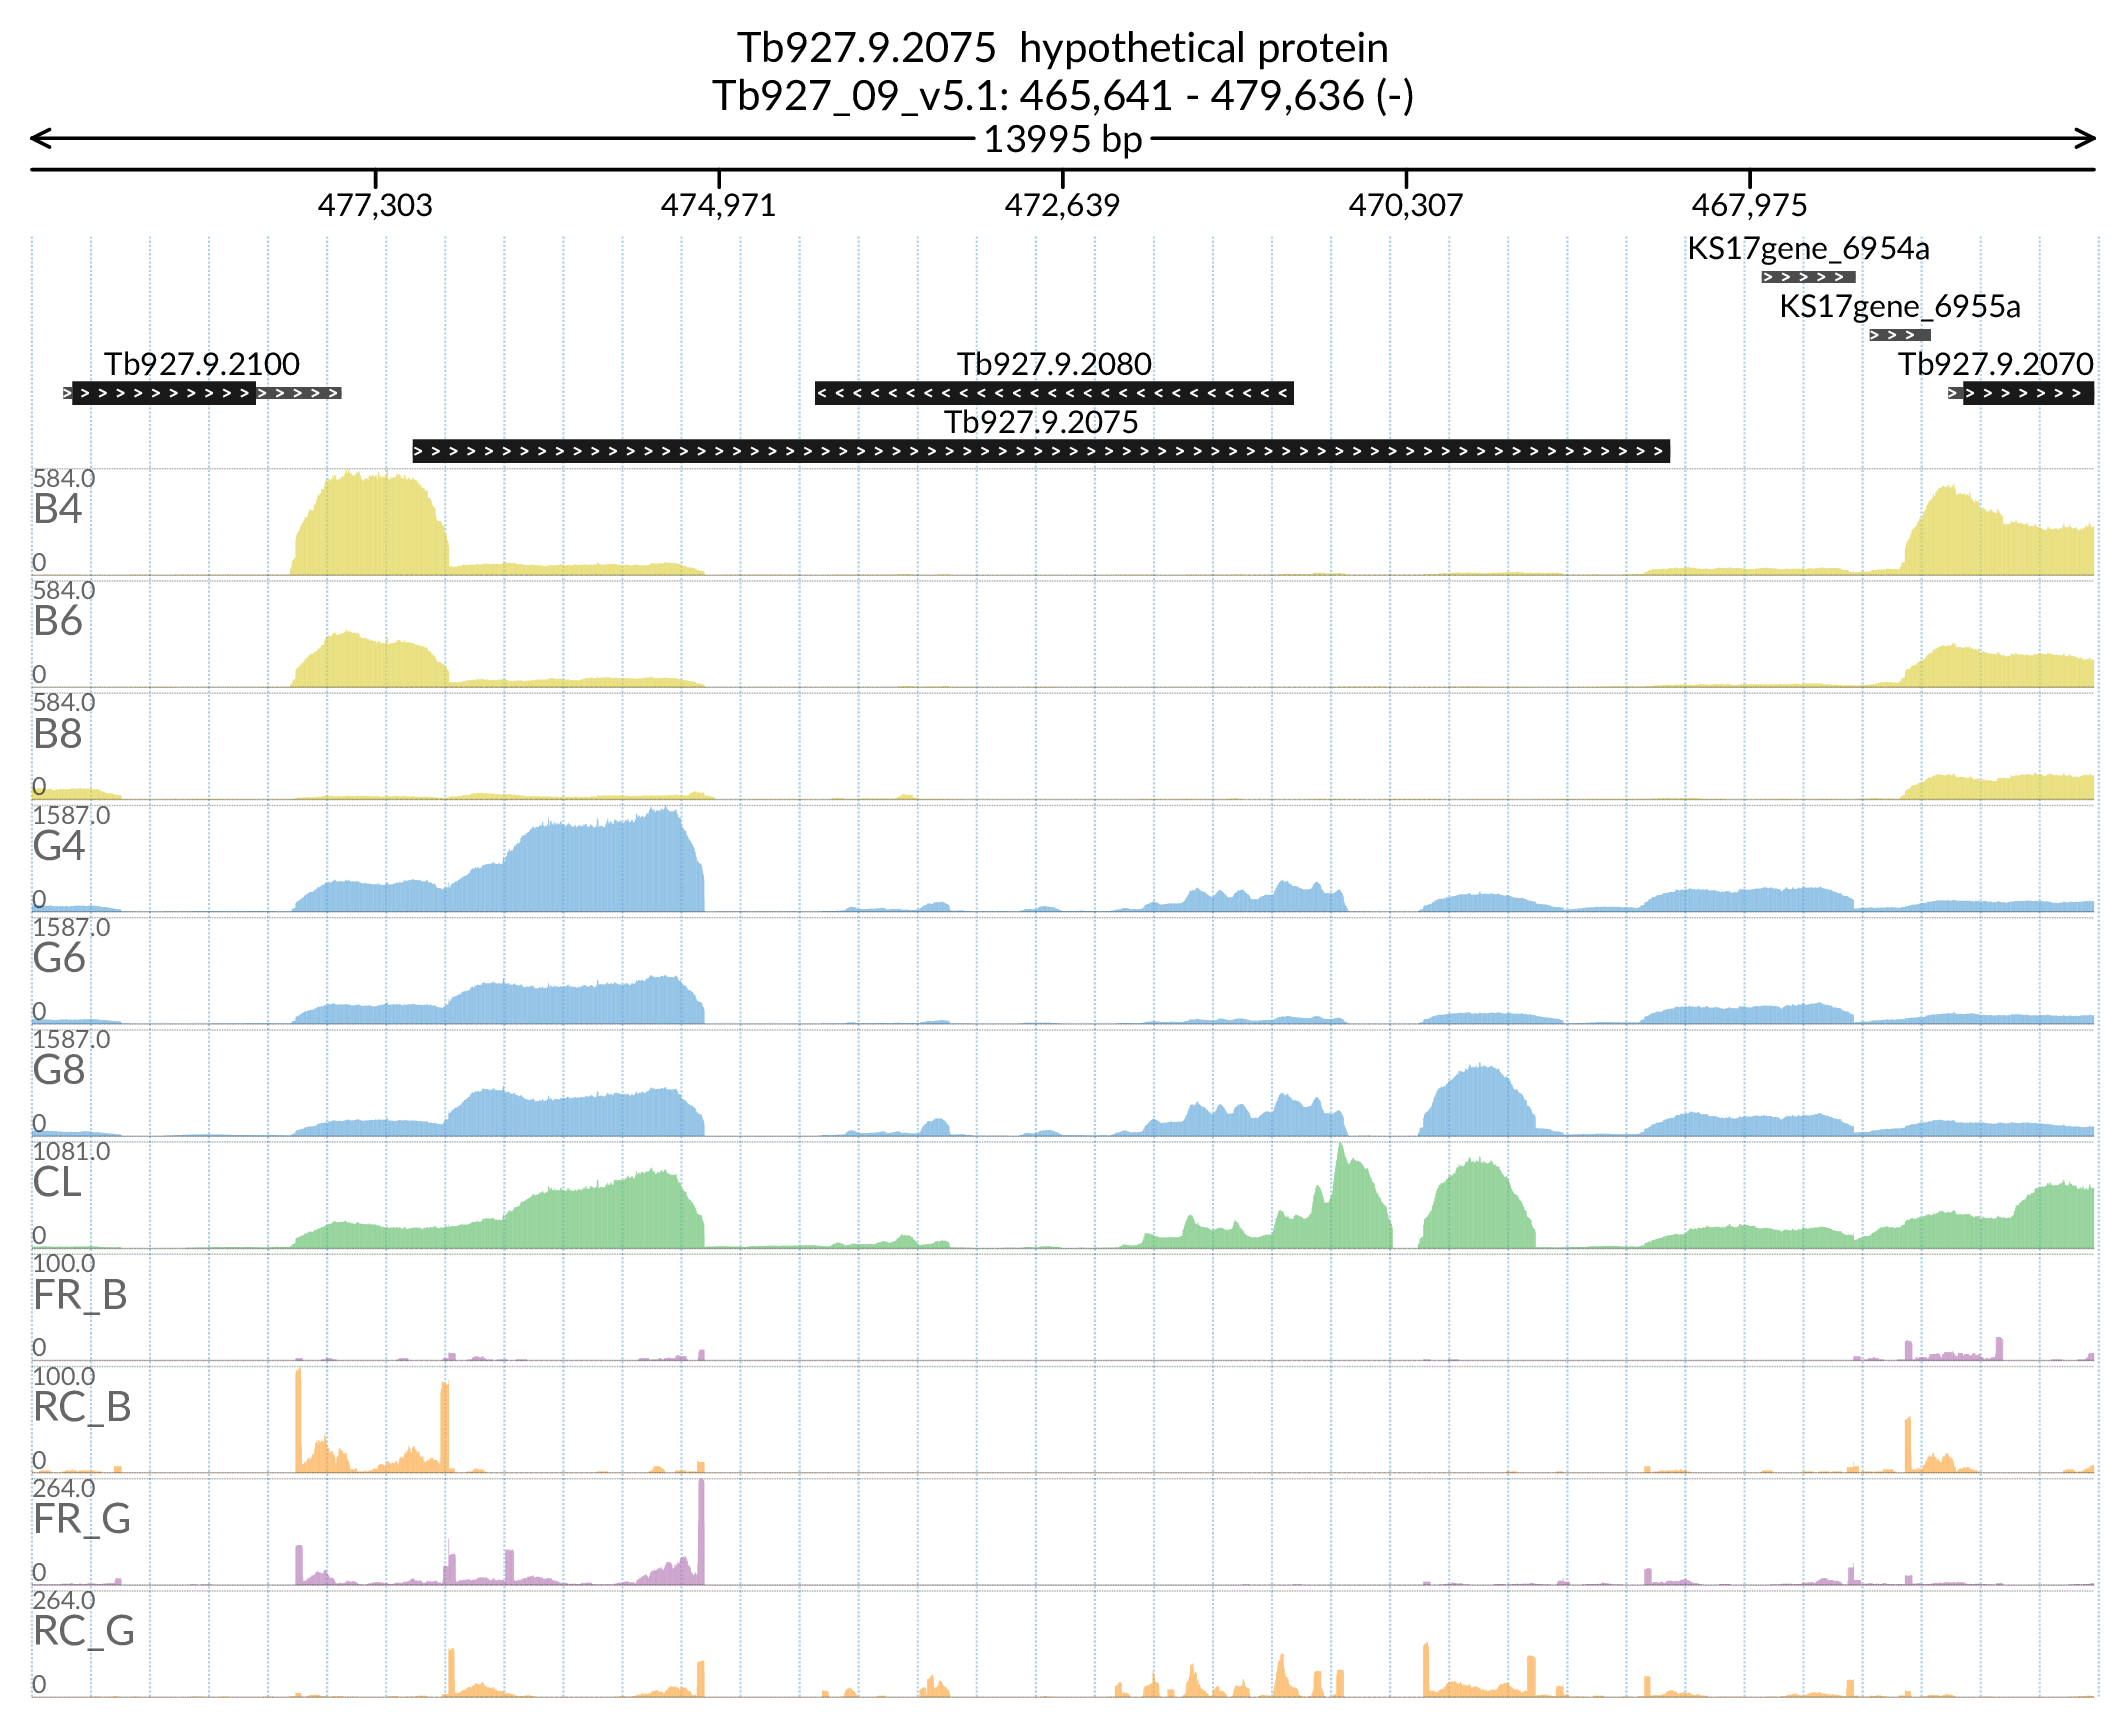 Tb927.9.2075  hypothetical protein
Tb927_09_v5.1: 465,641 - 479,636 (-)
13995 bp
477,303 474,971 472,639 470,307 467,975
KS17gene_6954a
KS17gene_6955a
Tb927.9.2100 Tb927.9.2080 Tb927.9.2070
Tb927.9.2075
584.0
B4
0
584.0
B6
0
584.0
B8
0
1587.0
G4
0
1587.0
G6
0
1587.0
G8
0
1081.0
CL
0
100.0
FR_B
0
100.0
RC_B
0
264.0
FR_G
0
264.0
RC_G
0